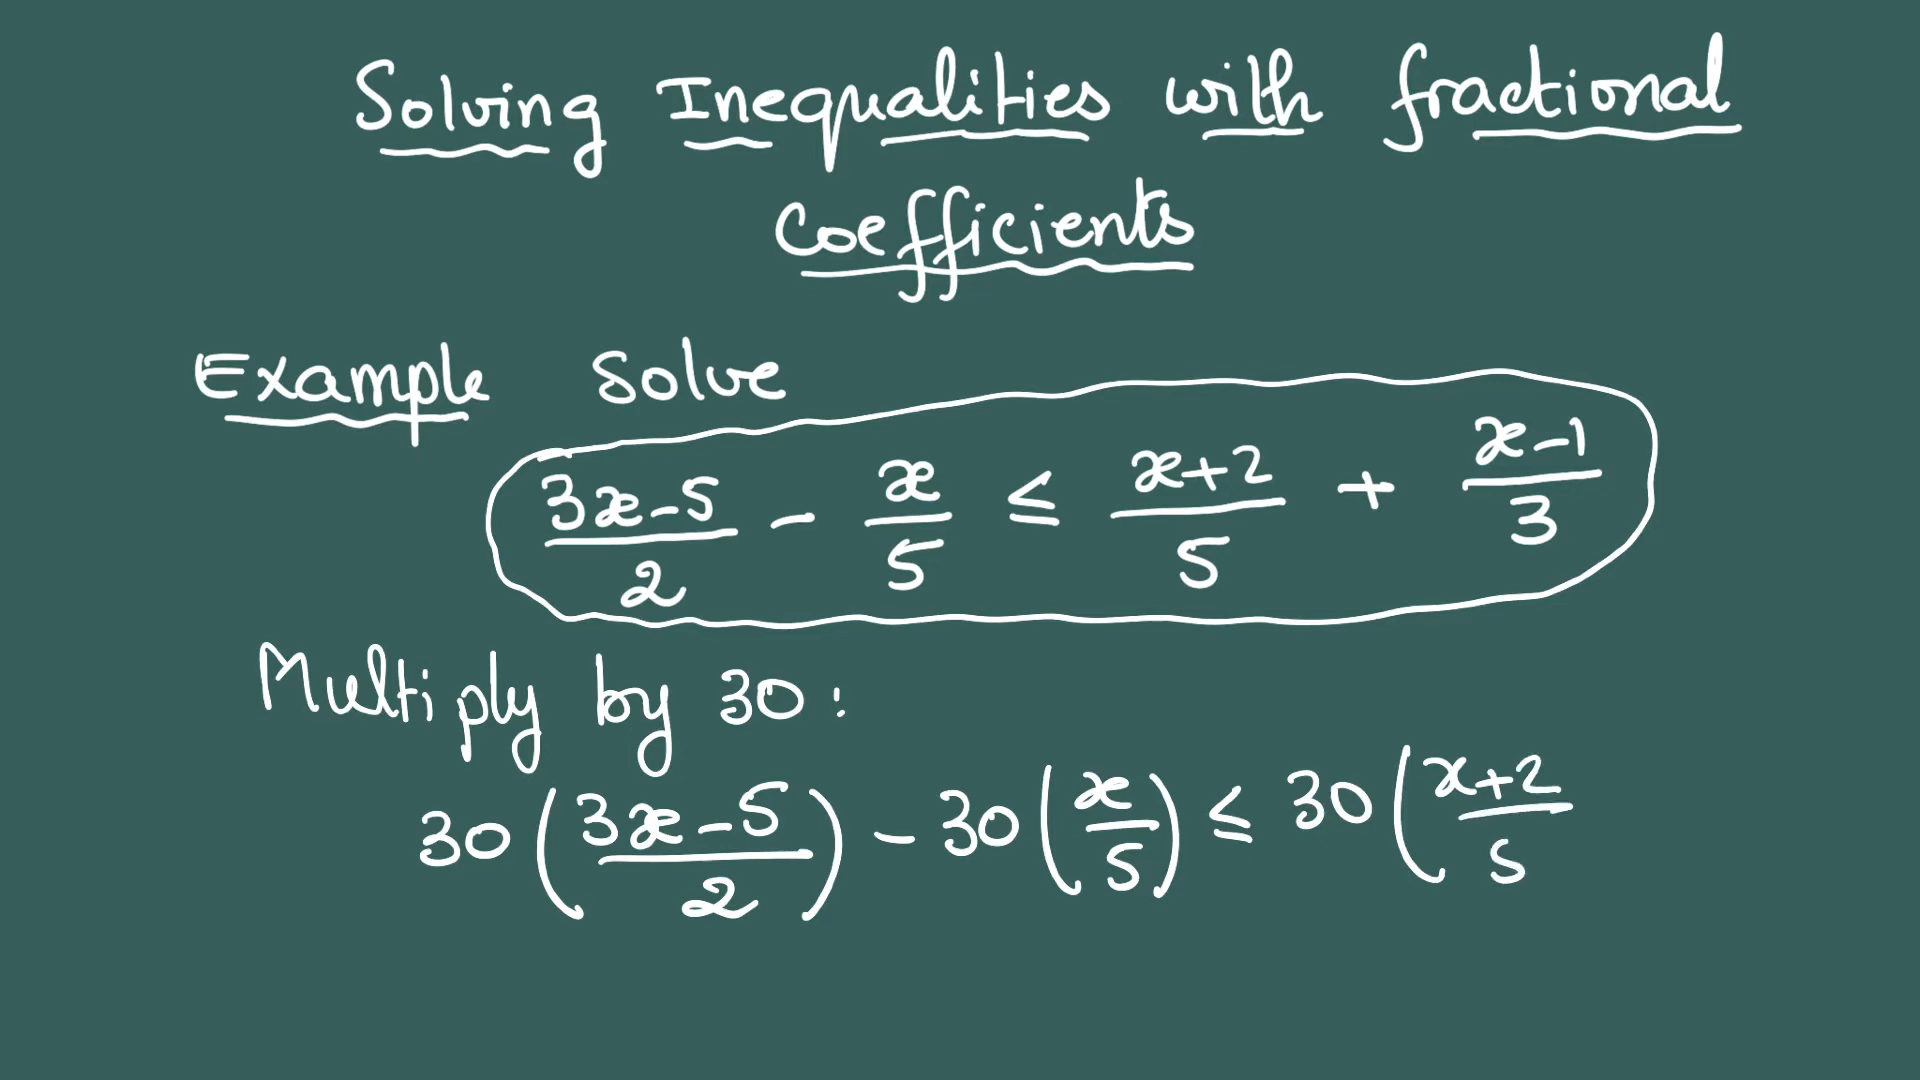 Solving Inequalities with fractional
Coefficients
Example Solve
(3x-5)/2 - x/5 ≤ (x+2)/5 + (x-1)/3
Multiply by 30:
30((3x-5)/2) - 30(x/5) ≤ 30((x+2)/5